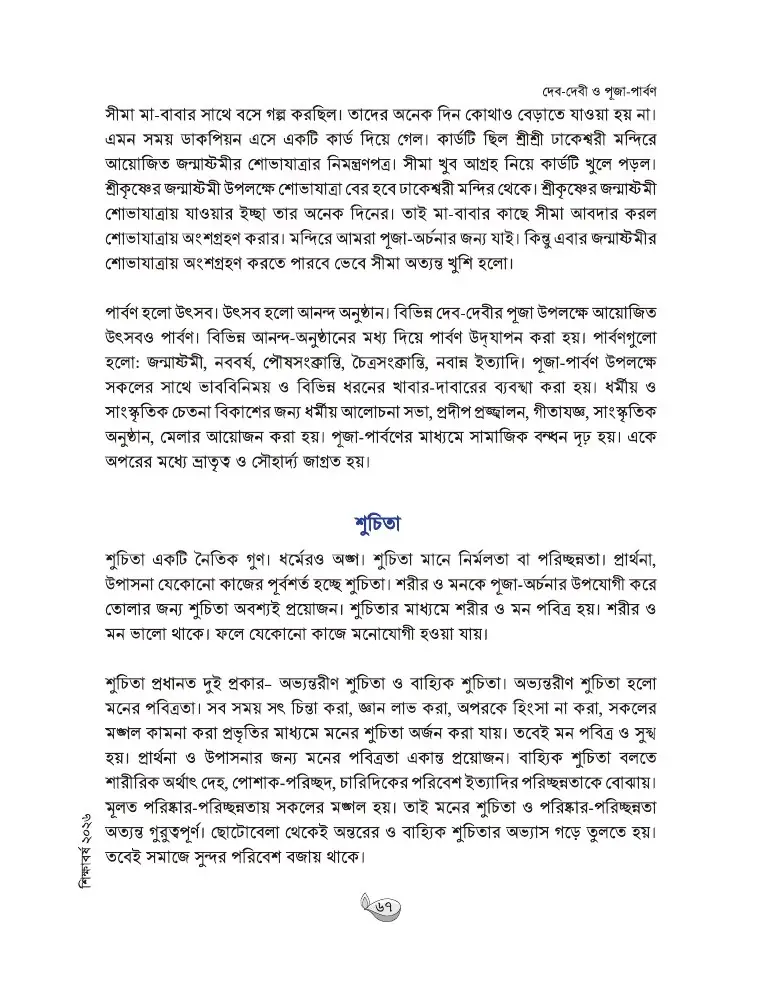 দেব-দেবী ও পূজা-পার্বণ
সীমা মা-বাবার সাথে বসে গল্প করছিল। তাদের অনেক দিন কোথাও বেড়াতে যাওয়া হয় না।
এমন সময় ডাকপিয়ন এসে একটি কার্ড দিয়ে গেল। কার্ডটি ছিল শ্রীশ্রী ঢাকেশ্বরী মন্দিরে
আয়োজিত জন্মাষ্টমীর শোভাযাত্রার নিমন্ত্রণপত্র। সীমা খুব আগ্রহ নিয়ে কার্ডটি খুলে পড়ল।
শ্রীকৃষ্ণের জন্মাষ্টমী উপলক্ষে শোভাযাত্রা বের হবে ঢাকেশ্বরী মন্দির থেকে। শ্রীকৃষ্ণের জন্মাষ্টমী
শোভাযাত্রায় যাওয়ার ইচ্ছা তার অনেক দিনের। তাই মা-বাবার কাছে সীমা আবদার করল
শোভাযাত্রায় অংশগ্রহণ করার। মন্দিরে আমরা পূজা-অর্চনার জন্য যাই। কিন্তু এবার জন্মাষ্টমীর
শোভাযাত্রায় অংশগ্রহণ করতে পারবে ভেবে সীমা অত্যন্ত খুশি হলো।
পার্বণ হলো উৎসব। উৎসব হলো আনন্দ অনুষ্ঠান। বিভিন্ন দেব-দেবীর পূজা উপলক্ষে আয়োজিত
উৎসবও পার্বণ। বিভিন্ন আনন্দ-অনুষ্ঠানের মধ্য দিয়ে পার্বণ উদ্‌যাপন করা হয়। পার্বণগুলো
হলো: জন্মাষ্টমী, নববর্ষ, পৌষসংক্রান্তি, চৈত্রসংক্রান্তি, নবান্ন ইত্যাদি। পূজা-পার্বণ উপলক্ষে
সকলের সাথে ভাববিনিময় ও বিভিন্ন ধরনের খাবার-দাবারের ব্যবস্থা করা হয়। ধর্মীয় ও
সাংস্কৃতিক চেতনা বিকাশের জন্য ধর্মীয় আলোচনা সভা, প্রদীপ প্রজ্জ্বালন, গীতাযজ্ঞ, সাংস্কৃতিক
অনুষ্ঠান, মেলার আয়োজন করা হয়। পূজা-পার্বণের মাধ্যমে সামাজিক বন্ধন দৃঢ় হয়। একে
অপরের মধ্যে ভ্রাতৃত্ব ও সৌহার্দ্য জাগ্রত হয়।
শুচিতা
শুচিতা একটি নৈতিক গুণ। ধর্মেরও অঙ্গ। শুচিতা মানে নির্মলতা বা পরিচ্ছন্নতা। প্রার্থনা,
উপাসনা যেকোনো কাজের পূর্বশর্ত হচ্ছে শুচিতা। শরীর ও মনকে পূজা-অর্চনার উপযোগী করে
তোলার জন্য শুচিতা অবশ্যই প্রয়োজন। শুচিতার মাধ্যমে শরীর ও মন পবিত্র হয়। শরীর ও
মন ভালো থাকে। ফলে যেকোনো কাজে মনোযোগী হওয়া যায়।
শুচিতা প্রধানত দুই প্রকার– অভ্যন্তরীণ শুচিতা ও বাহ্যিক শুচিতা। অভ্যন্তরীণ শুচিতা হলো
মনের পবিত্রতা। সব সময় সৎ চিন্তা করা, জ্ঞান লাভ করা, অপরকে হিংসা না করা, সকলের
মঙ্গল কামনা করা প্রভৃতির মাধ্যমে মনের শুচিতা অর্জন করা যায়। তবেই মন পবিত্র ও সুস্থ
হয়। প্রার্থনা ও উপাসনার জন্য মনের পবিত্রতা একান্ত প্রয়োজন। বাহ্যিক শুচিতা বলতে
শারীরিক অর্থাৎ দেহ, পোশাক-পরিচ্ছদ, চারিদিকের পরিবেশ ইত্যাদির পরিচ্ছন্নতাকে বোঝায়।
মূলত পরিষ্কার-পরিচ্ছন্নতায় সকলের মঙ্গল হয়। তাই মনের শুচিতা ও পরিষ্কার-পরিচ্ছন্নতা
অত্যন্ত গুরুত্বপূর্ণ। ছোটোবেলা থেকেই অন্তরের ও বাহ্যিক শুচিতার অভ্যাস গড়ে তুলতে হয়।
তবেই সমাজে সুন্দর পরিবেশ বজায় থাকে।
শিক্ষাবর্ষ ২০২৬
৬৭